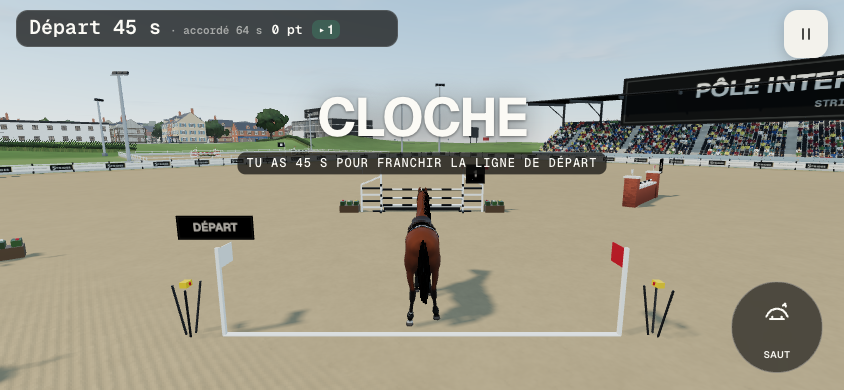 Départ 45 s · accordé 64 s 0 pt ▸1
PÔLE INTER
STRI
CLOCHE
TU AS 45 S POUR FRANCHIR LA LIGNE DE DÉPART
DÉPART
SAUT